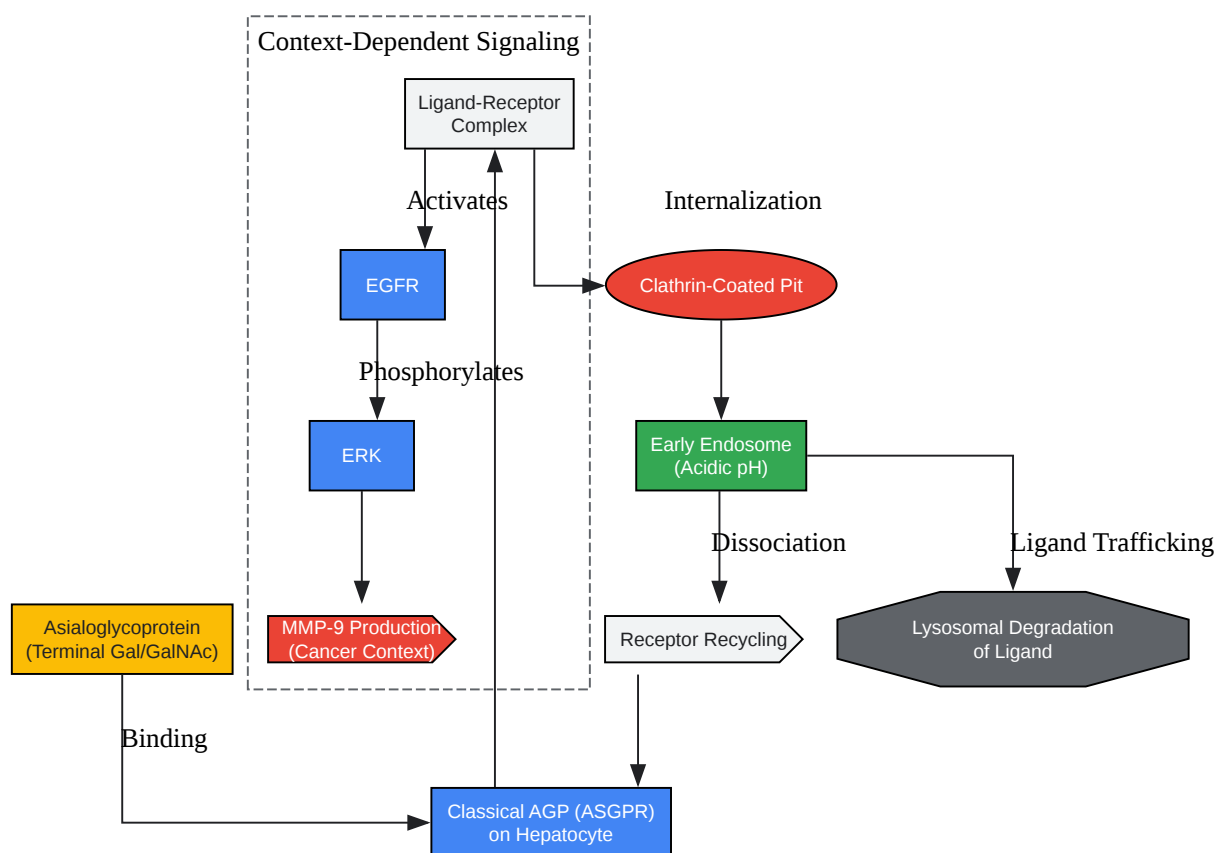 Context-Dependent Signaling
Ligand-Receptor
Complex
Activates
Internalization
EGFR
Clathrin-Coated Pit
Phosphorylates
ERK
Early Endosome
(Acidic pH)
Dissociation
Ligand Trafficking
Asialoglycoprotein
(Terminal Gal/GalNAc)
MMP-9 Production
(Cancer Context)
Receptor Recycling
Lysosomal Degradation
of Ligand
Binding
Classical AGP (ASGPR)
on Hepatocyte